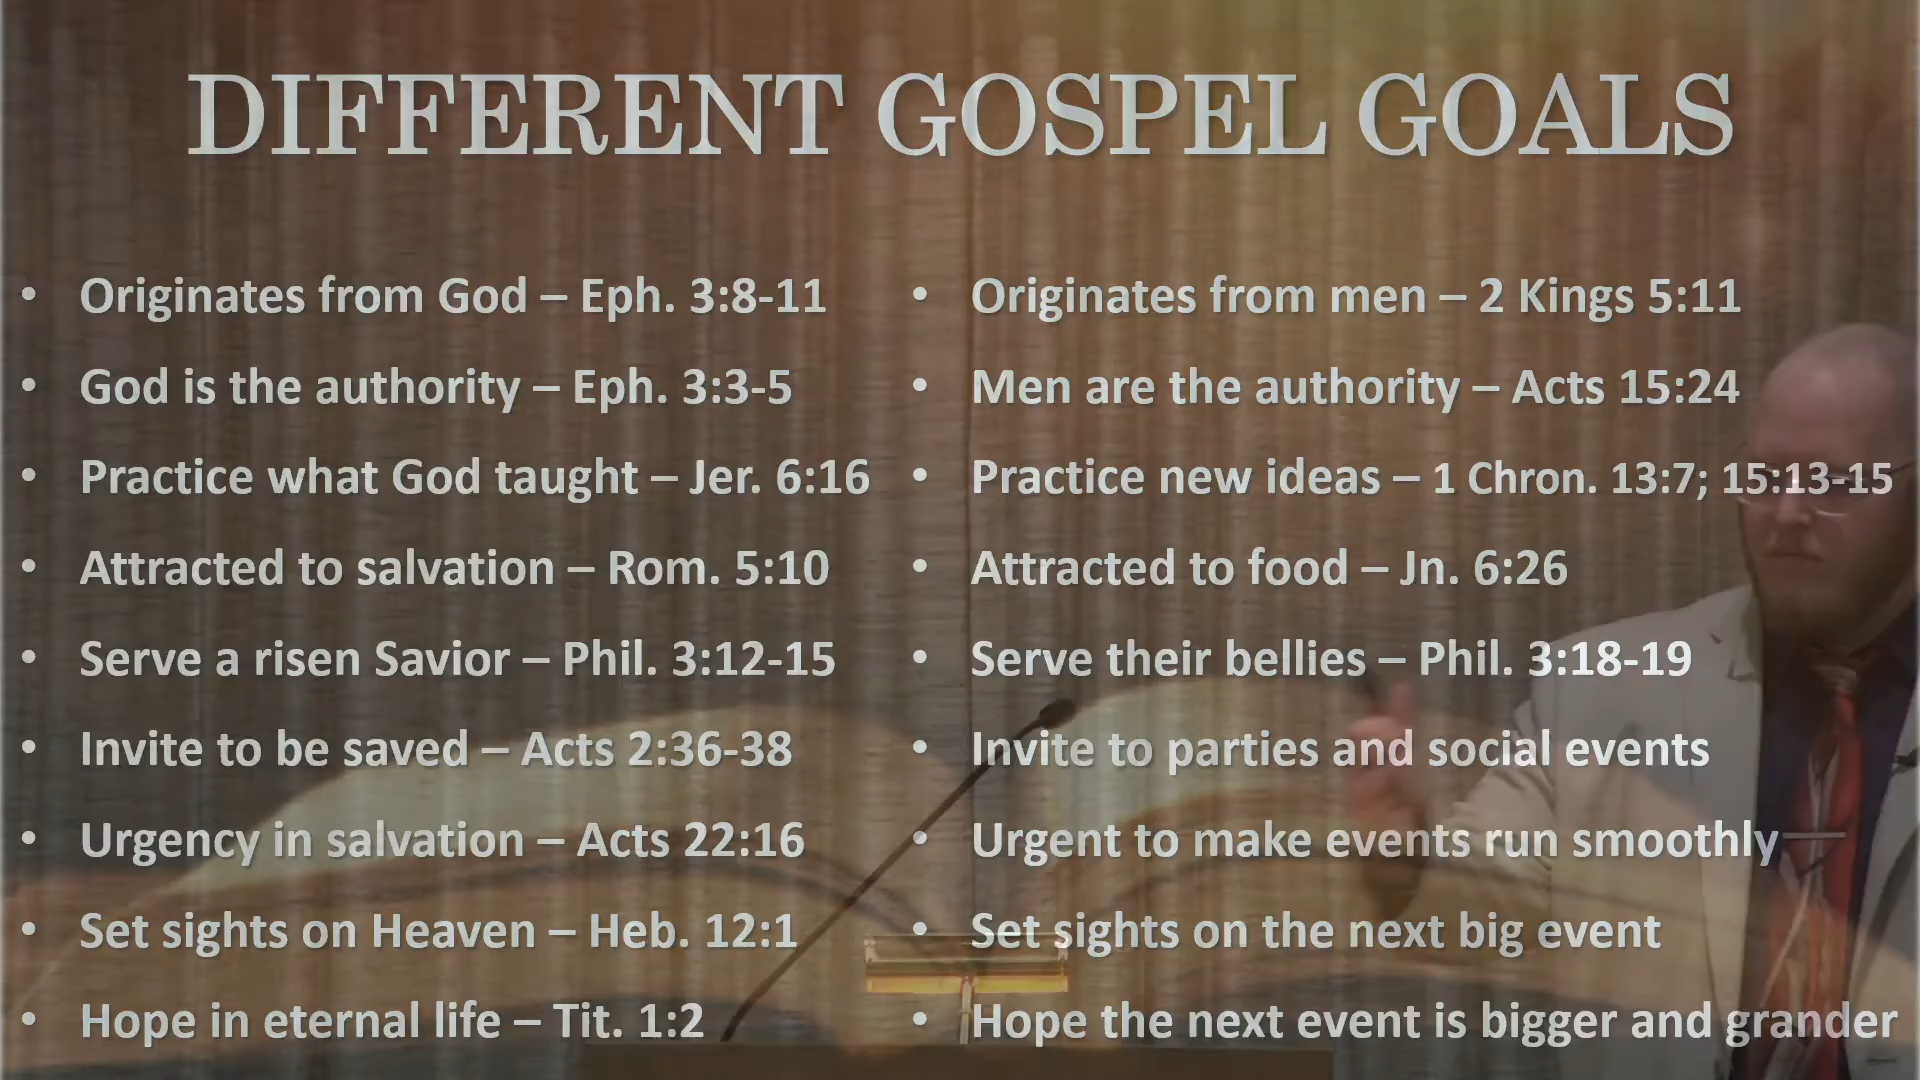 DIFFERENT GOSPEL GOALS
• Originates from God – Eph. 3:8-11
• God is the authority – Eph. 3:3-5
• Practice what God taught – Jer. 6:16
• Attracted to salvation – Rom. 5:10
• Serve a risen Savior – Phil. 3:12-15
• Invite to be saved – Acts 2:36-38
• Urgency in salvation – Acts 22:16
• Set sights on Heaven – Heb. 12:1
• Hope in eternal life – Tit. 1:2
• Originates from men – 2 Kings 5:11
• Men are the authority – Acts 15:24
• Practice new ideas – 1 Chron. 13:7; 15:13-15
• Attracted to food – Jn. 6:26
• Serve their bellies – Phil. 3:18-19
• Invite to parties and social events
• Urgent to make events run smoothly
• Set sights on the next big event
• Hope the next event is bigger and grander